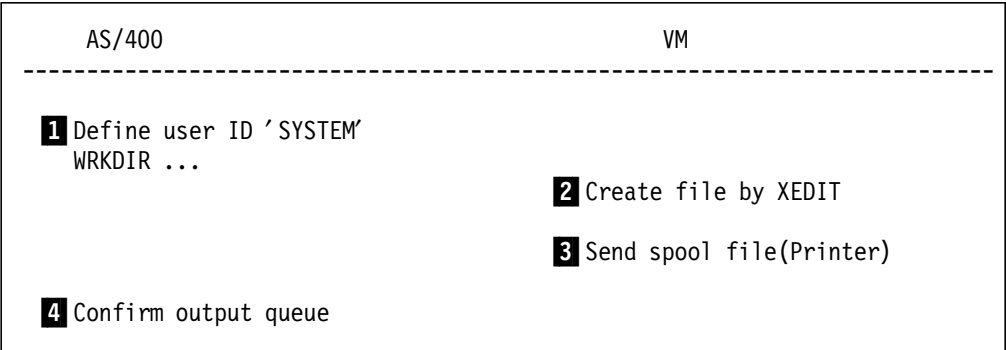 AS/400 VM
--------------------------------------------------------------------------------
1 Define user ID ′SYSTEM′
WRKDIR ...
2 Create file by XEDIT
3 Send spool file(Printer)
4 Confirm output queue